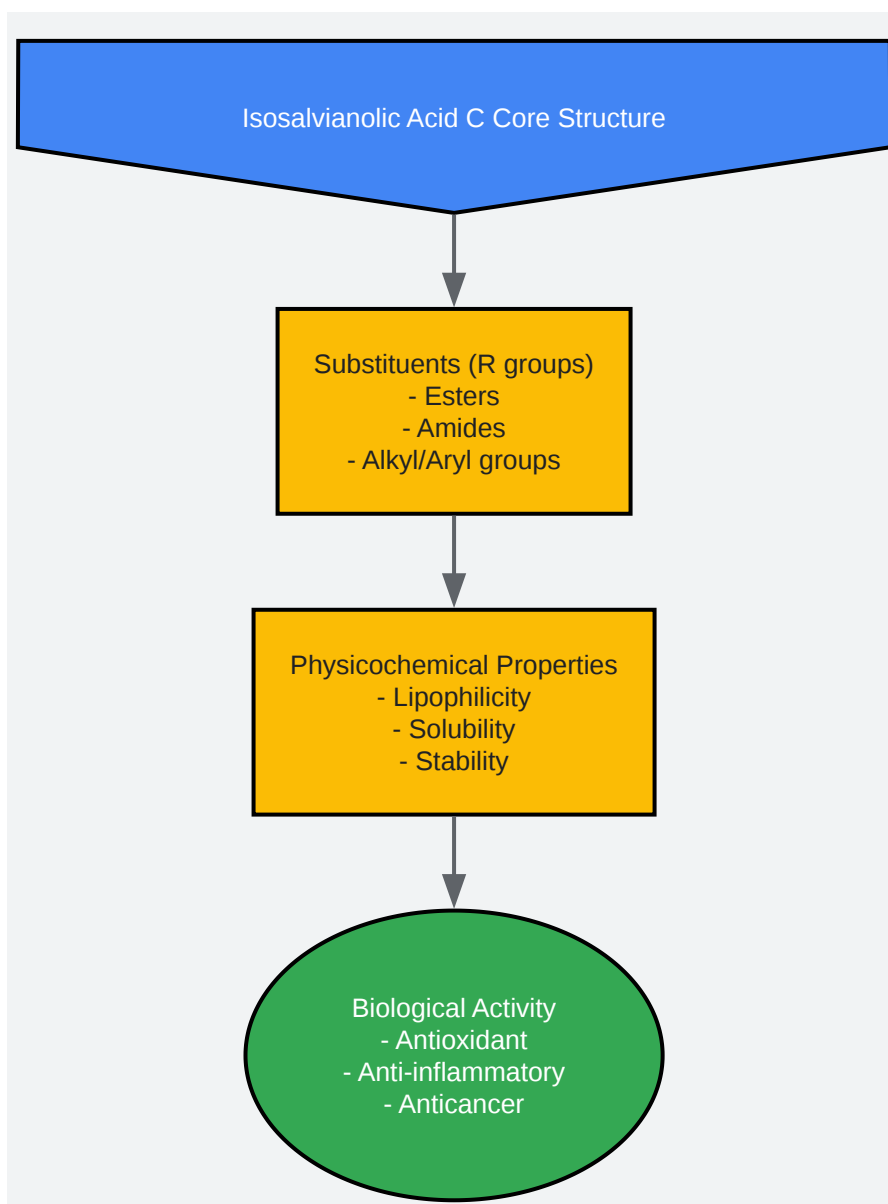 Isosalvianolic Acid C Core Structure
Substituents (R groups)
- Esters
- Amides
- Alkyl/Aryl groups
Physicochemical Properties
- Lipophilicity
- Solubility
- Stability
Biological Activity
- Antioxidant
- Anti-inflammatory
- Anticancer